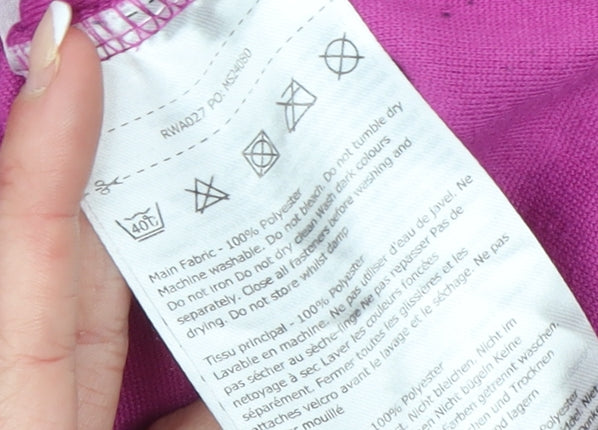 RWA027 PO: MS24080
40°C
Main Fabric - 100% Polyester
Machine washable. Do not bleach. Do not tumble dry
Do not iron Do not dry clean Wash dark colours
separately. Close all fasteners before washing and
drying. Do not store whilst damp
Tissu principal - 100% Polyester
Lavable en machine. Ne pas utiliser d'eau de javel. Ne
pas sécher au sèche-linge Ne pas repasser Pas de
nettoyage à sec Laver les couleurs foncées
séparément. Fermer toutes les glissières et les
attaches velcro avant le lavage et le séchage. Ne pas
mouillé
100% Polyester
Nicht bleichen. Nicht im
Nicht bügeln Keine
Farben getrennt waschen.
und Trocknen
und lagern